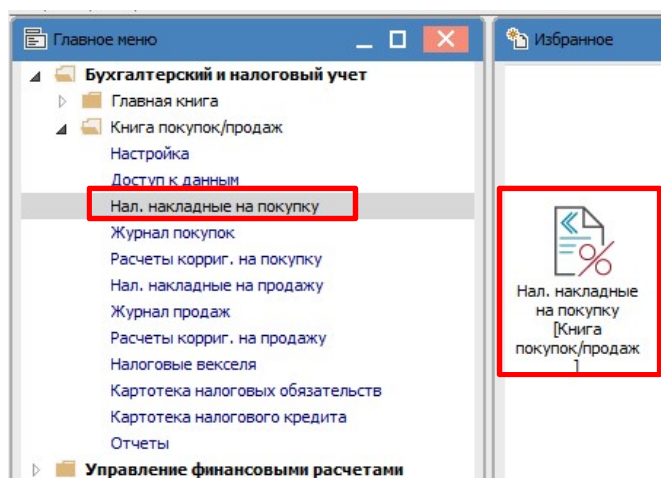 Главное меню
Избранное
Бухгалтерский и налоговый учет
Главная книга
Книга покупок/продаж
Настройка
Доступ к данным
Нал. накладные на покупку
Журнал покупок
Расчеты корриг. на покупку
Нал. накладные на продажу
Журнал продаж
Расчеты корриг. на продажу
Налоговые векселя
Картотека налоговых обязательств
Картотека налогового кредита
Отчеты
Управление финансовыми расчетами
Нал. накладные
на покупку
[Книга
покупок/продаж
]